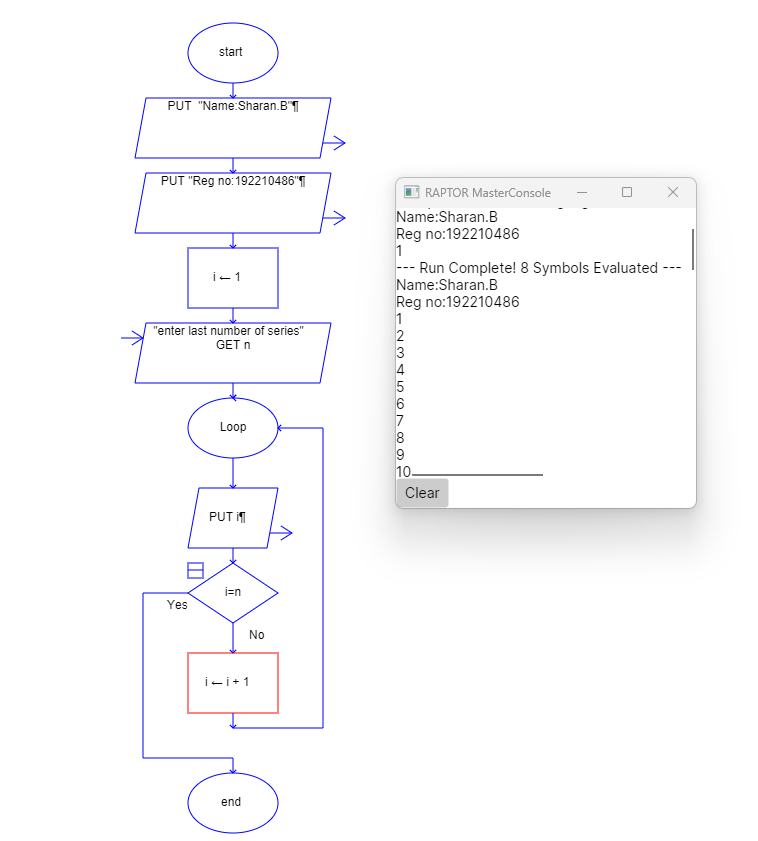 start
PUT "Name:Sharan.B"¶
PUT "Reg no:192210486"¶
i ← 1
"enter last number of series"
GET n
Loop
PUT i¶
i=n
Yes
No
i ← i + 1
end
RAPTOR MasterConsole
Name:Sharan.B
Reg no:192210486
1
--- Run Complete! 8 Symbols Evaluated ---
Name:Sharan.B
Reg no:192210486
1
2
3
4
5
6
7
8
9
10
Clear